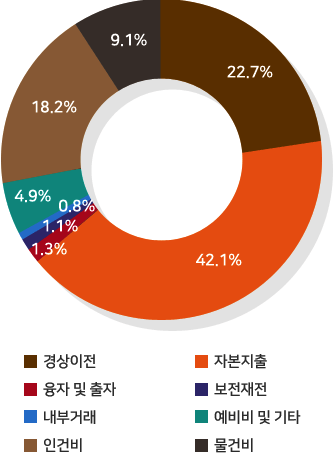 9.1%
22.7%
18.2%
4.9%
0.8%
1.1%
1.3%
42.1%
경상이전
자본지출
융자 및 출자
보전재전
내부거래
예비비 및 기타
인건비
물건비